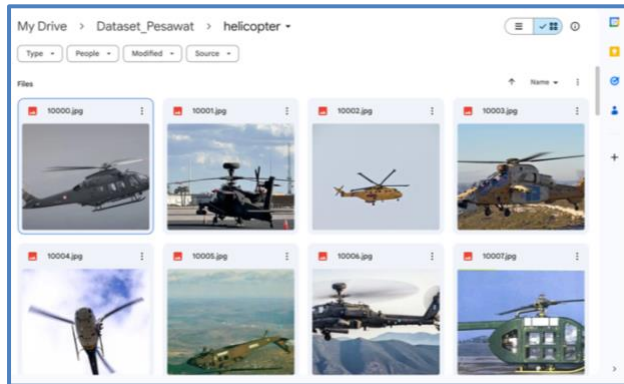 My Drive > Dataset_Pesawat > helicopter
Type People Modified Source
Files Name
10000.jpg 10001.jpg 10002.jpg 10003.jpg
10004.jpg 10005.jpg 10006.jpg 10007.jpg